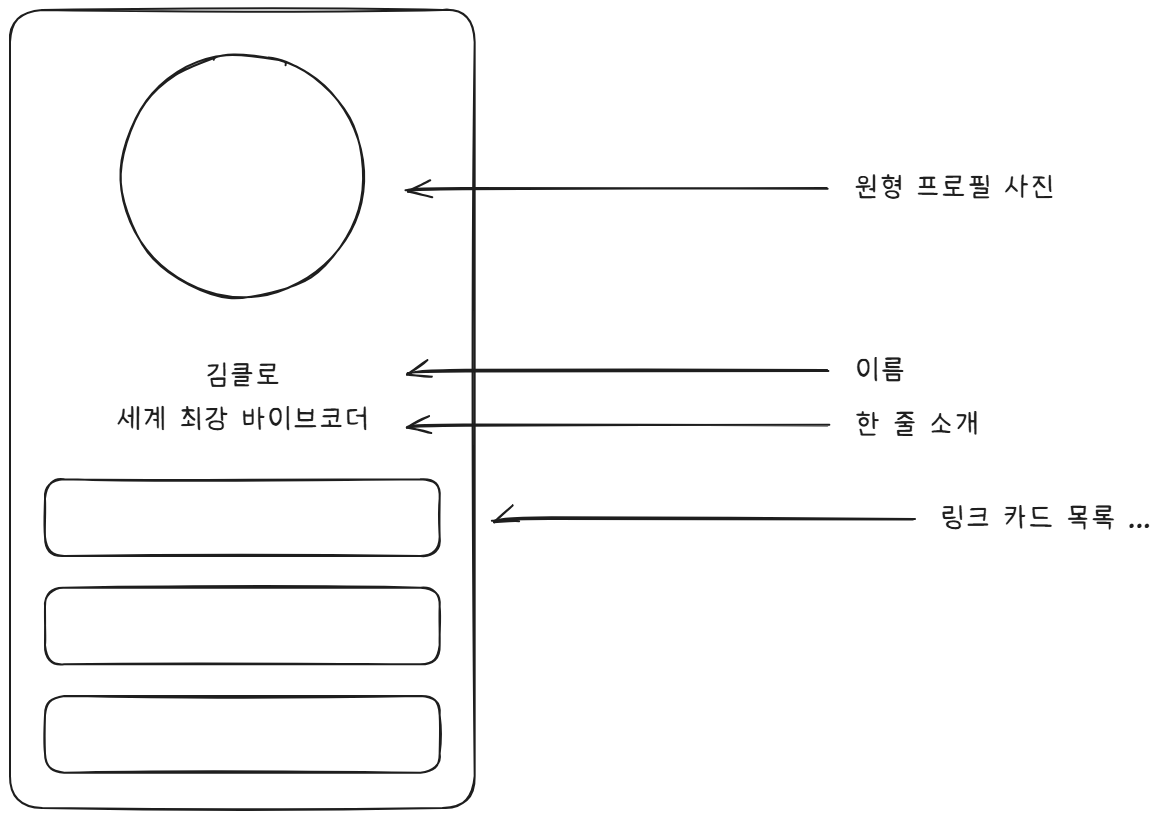 원형 프로필 사진
김클로
이름
세계 최강 바이브코더
한 줄 소개
링크 카드 목록 ...